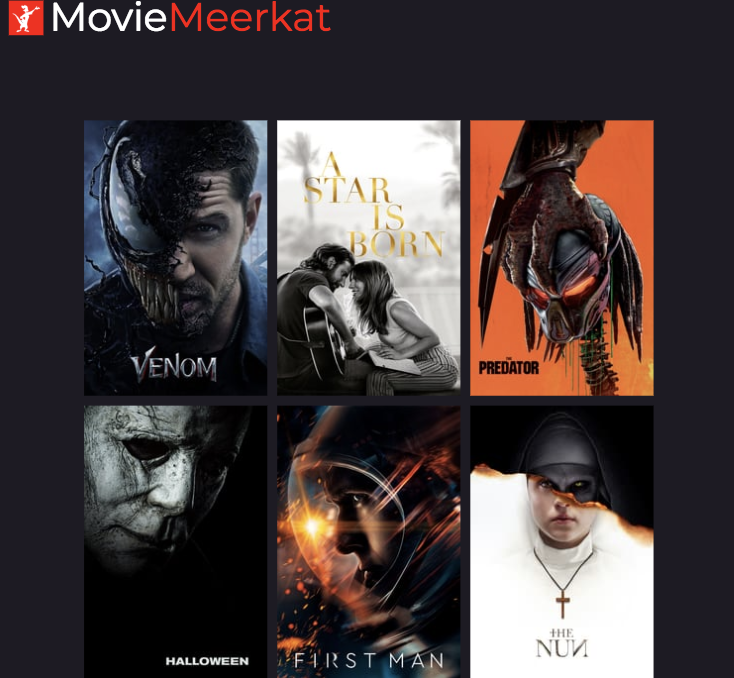 MovieMeerkat
VENOM
A
STAR
IS
BORN
THE
PREDATOR
HALLOWEEN
FIRST MAN
THE
NUN